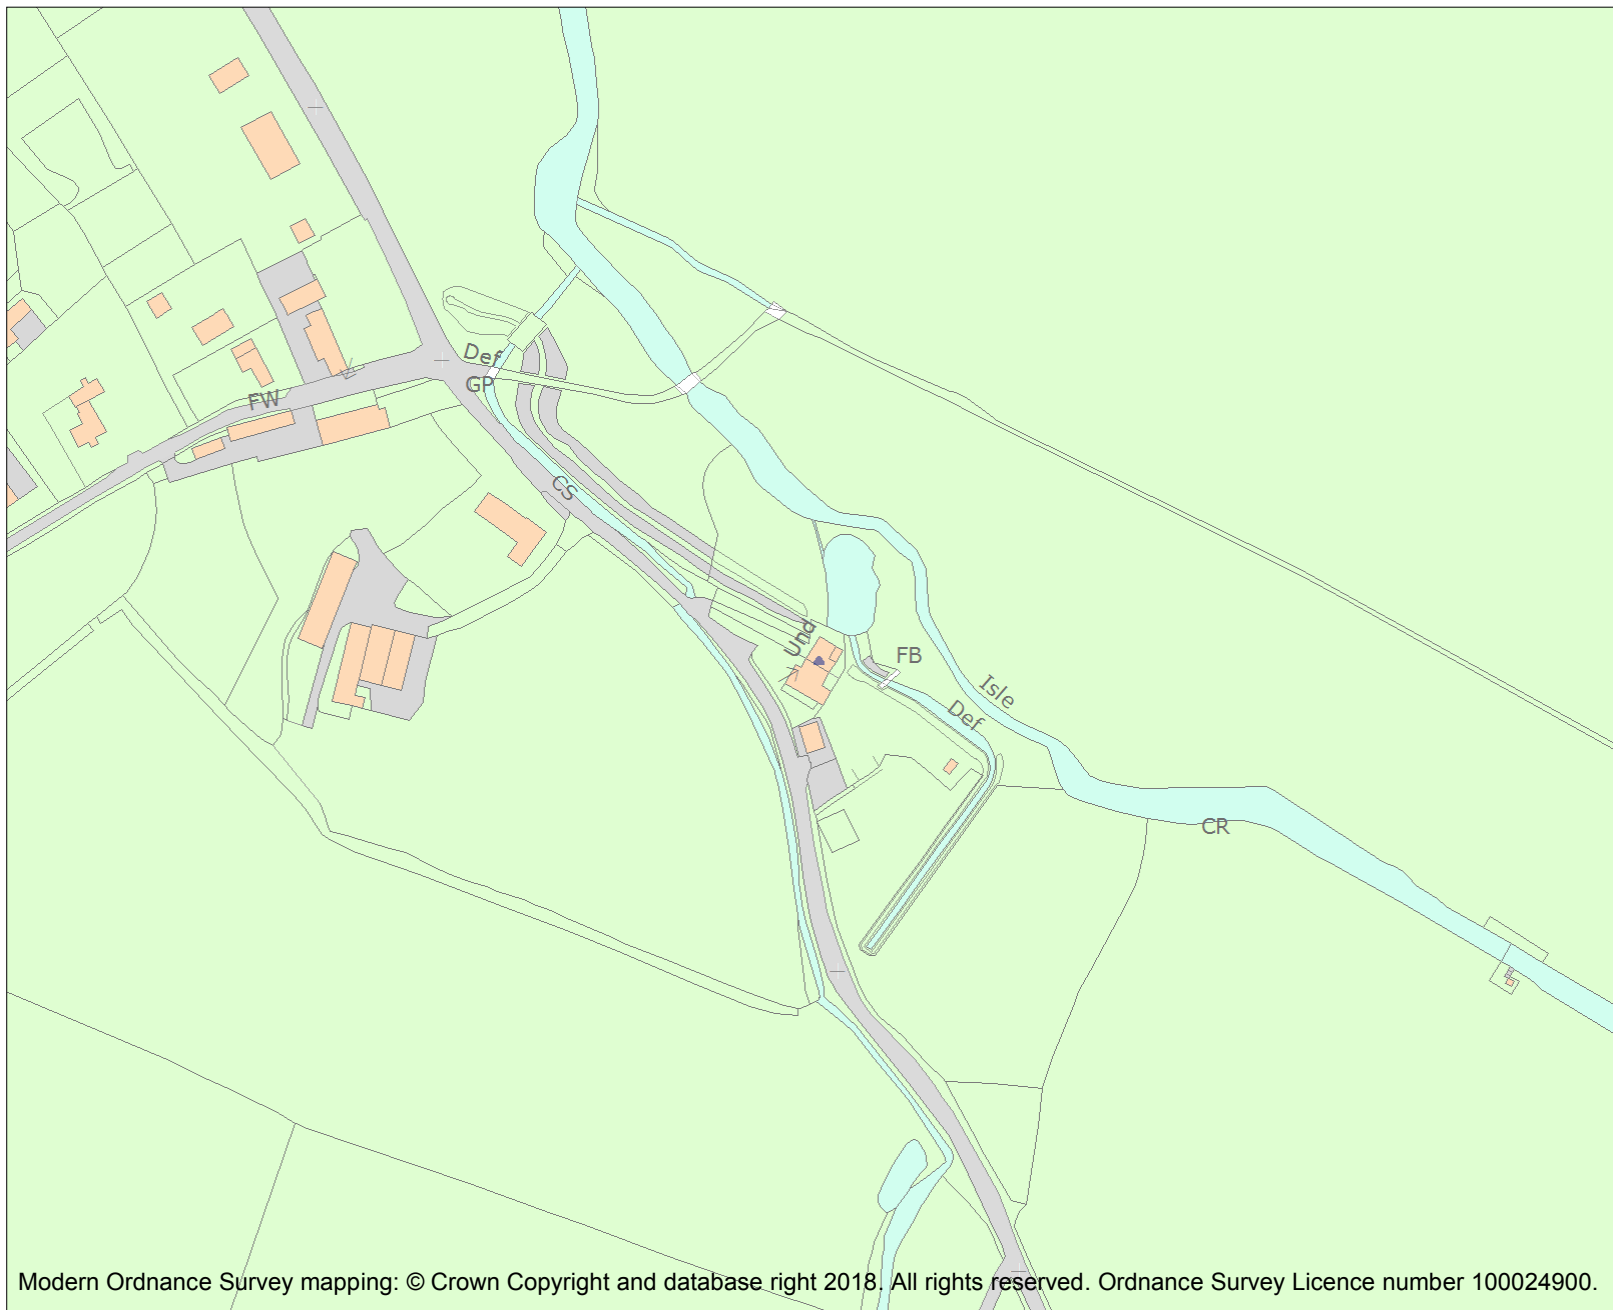 Def
GP
FW
CS
Und
FB
Isle
Def
CR
Modern Ordnance Survey mapping: © Crown Copyright and database right 2018. All rights reserved. Ordnance Survey Licence number 100024900.